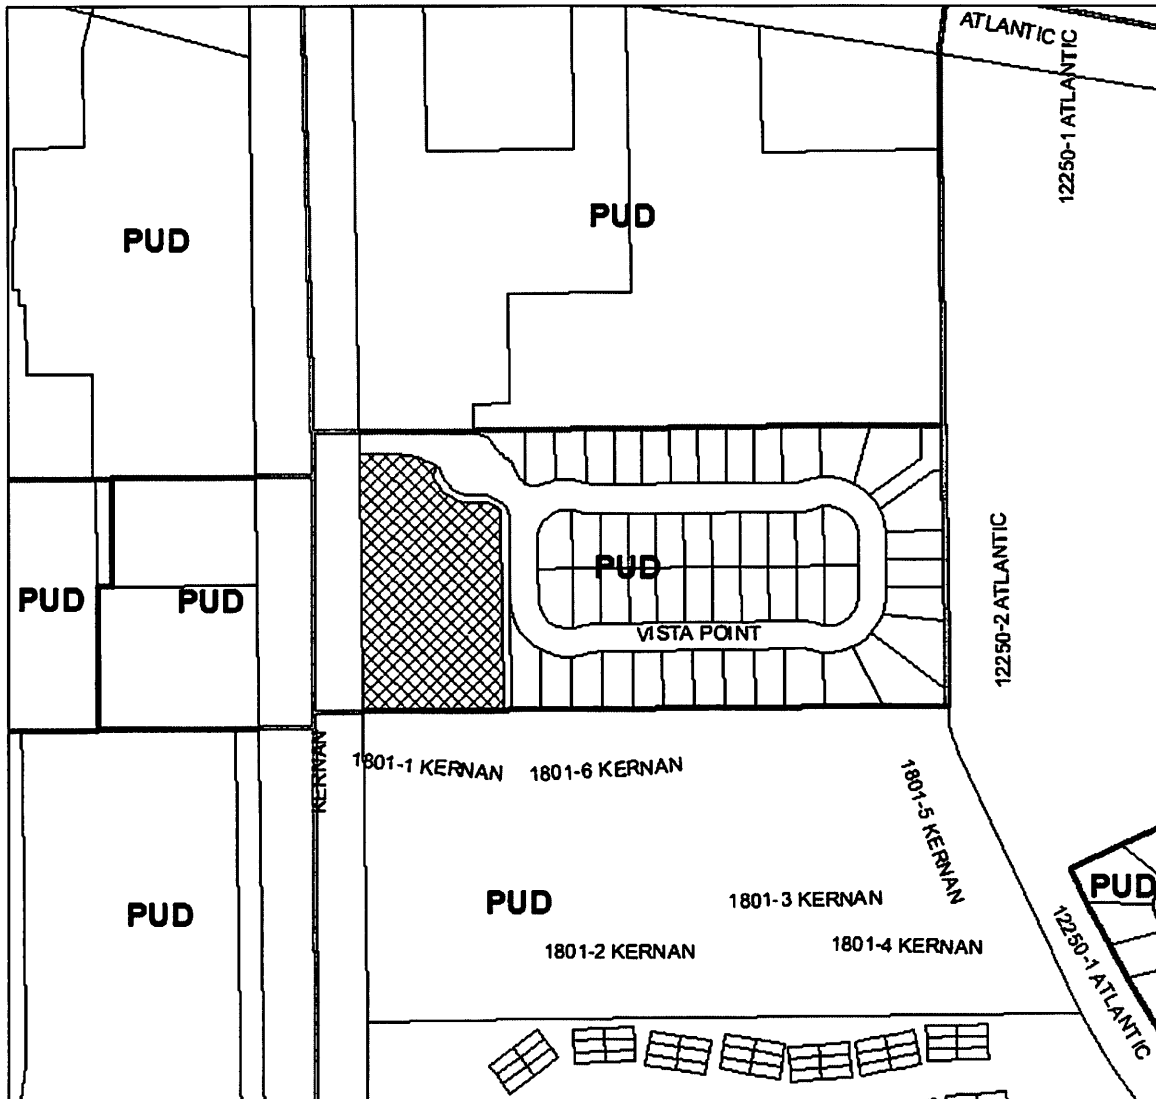 ATLANTIC
12250-1 ATLANTIC
PUD
PUD
12250-2 ATLANTIC
PUD
PUD
PUD
VISTA POINT
KERNAN
1801-1 KERNAN
1801-6 KERNAN
1801-5 KERNAN
PUD
PUD
PUD
1801-3 KERNAN
1801-2 KERNAN
1801-4 KERNAN
12250-1 ATLANTIC